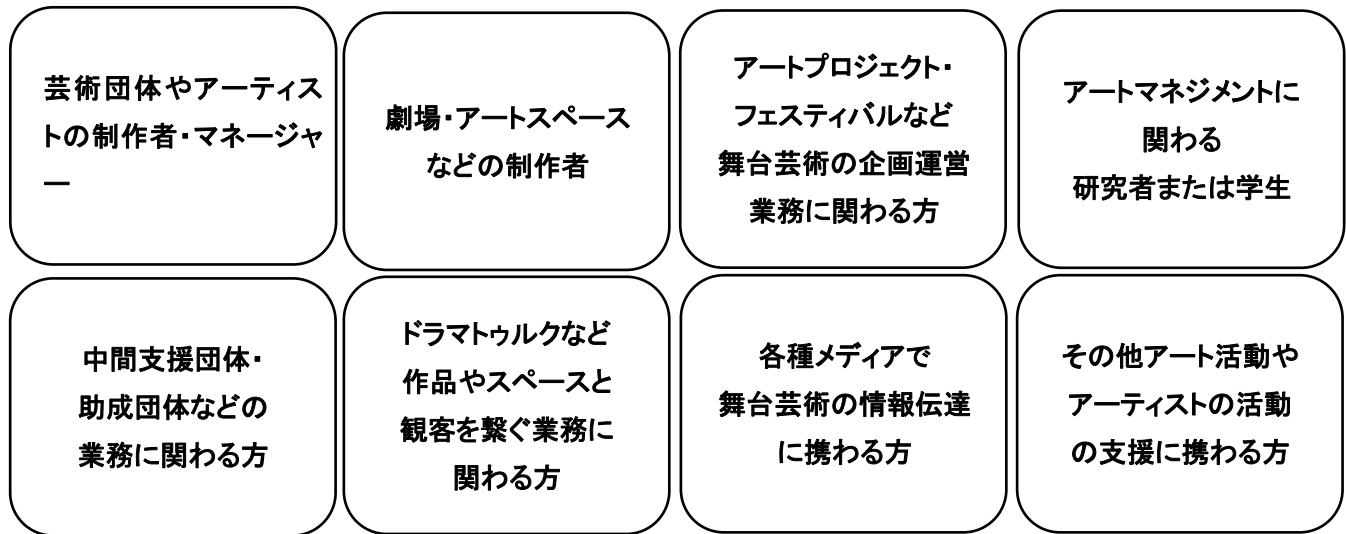 芸術団体やアーティス
トの制作者・マネージャ
ー
劇場・アートスペース
などの制作者
アートプロジェクト・
フェスティバルなど
舞台芸術の企画運営
業務に関わる方
アートマネジメントに
関わる
研究者または学生
中間支援団体・
助成団体などの
業務に関わる方
ドラマトゥルクなど
作品やスペースと
観客を繋ぐ業務に
関わる方
各種メディアで
舞台芸術の情報伝達
に携わる方
その他アート活動や
アーティストの活動
の支援に携わる方